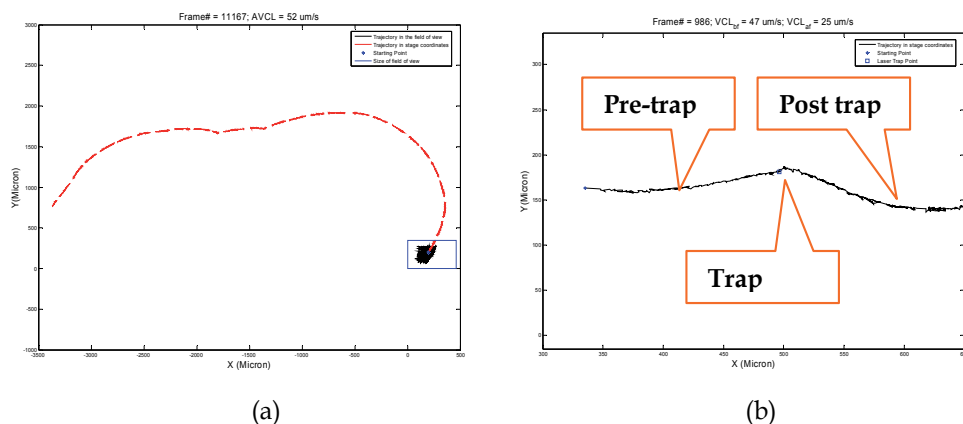 Frame# = 11167; AVCL = 52 um/s
Trajectory in the field of view
Trajectory in stage coordinates
Starting Point
Size of field of view
3000
2500
2000
1500
1000
500
0
-500
-1000
Y(Micron)
-3500 -3000 -2500 -2000 -1500 -1000 -500 0 500
X (Micron)
(a)
Frame# = 986; VCLbf = 47 um/s; VCLaf = 25 um/s
Trajectory in stage coordinates
Starting Point
Laser Trap Point
Pre-trap
Post trap
Trap
300
250
200
150
100
50
0
Y (Micron)
300 350 400 450 500 550 600 650
X (Micron)
(b)